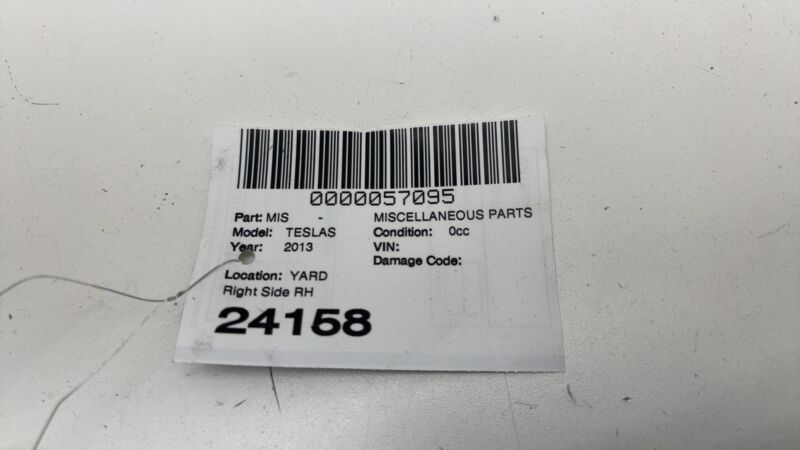 0000057095
Part: MIS - MISCELLANEOUS PARTS
Model: TESLAS Condition: 0cc
Year: 2013 VIN:
Damage Code:
Location: YARD
Right Side RH
24158